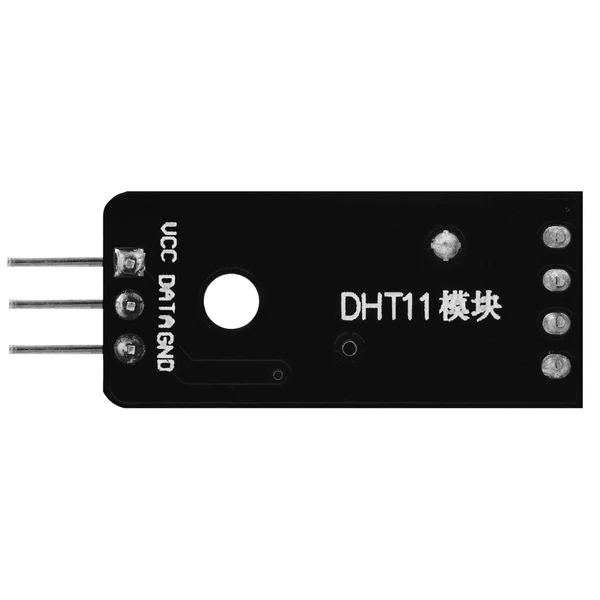 VCC DATA GND
DHT11模块